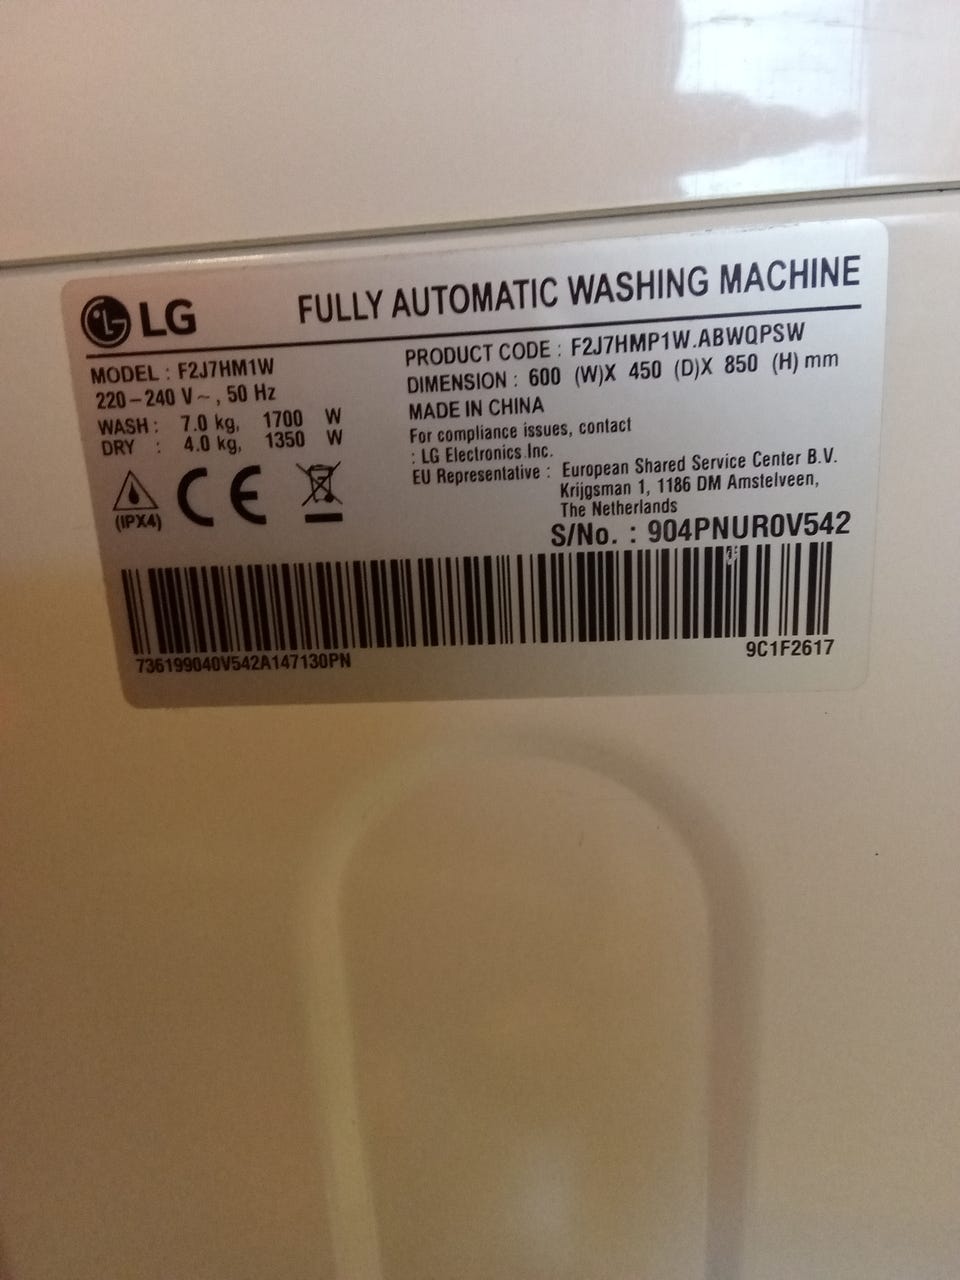 LG FULLY AUTOMATIC WASHING MACHINE
MODEL : F2J7HM1W
220-240 V~, 50 Hz
WASH : 7.0 kg, 1700 W
DRY : 4.0 kg, 1350 W
(IPX4)
CE
PRODUCT CODE : F2J7HMP1W.ABWQPSW
DIMENSION : 600 (W)X 450 (D)X 850 (H) mm
MADE IN CHINA
For compliance issues, contact
: LG Electronics Inc.
EU Representative : European Shared Service Center B.V.
Krijgsman 1, 1186 DM Amstelveen,
The Netherlands
S/No. : 904PNUR0V542
736199040V542A147130PN
9C1F2617